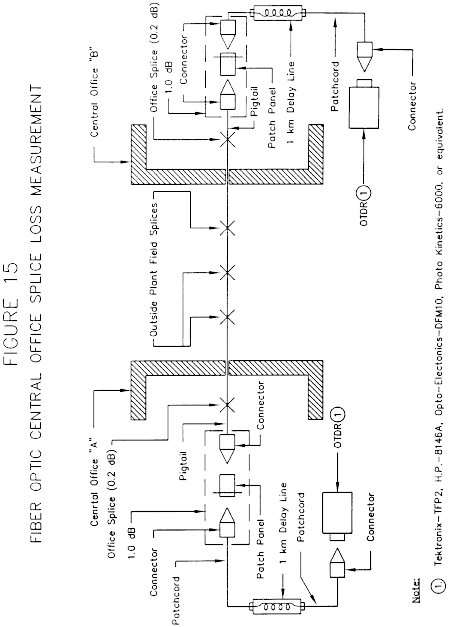 FIGURE 15
FIBER OPTIC CENTRAL OFFICE SPLICE LOSS MEASUREMENT
Cenrtal Office "A"
Office Splice (0.2 dB)
1.0 dB
Connector
Patchcord
Pigtail
Connector
Patch Panel
1 km Delay Line
Patchcord
OTDR 1
Connector
Outside Plant Field Splices
Central Office "B"
Office Splice (0.2 dB)
1.0 dB
Connector
Pigtail
Patch Panel
1 km Delay Line
Patchcord
Connector
OTDR 1
Note:
1 Tektronix-TFP2, H.P.-8146A, Opto-Electonics-DFM10, Photo Kinetics-6000, or equivalent.